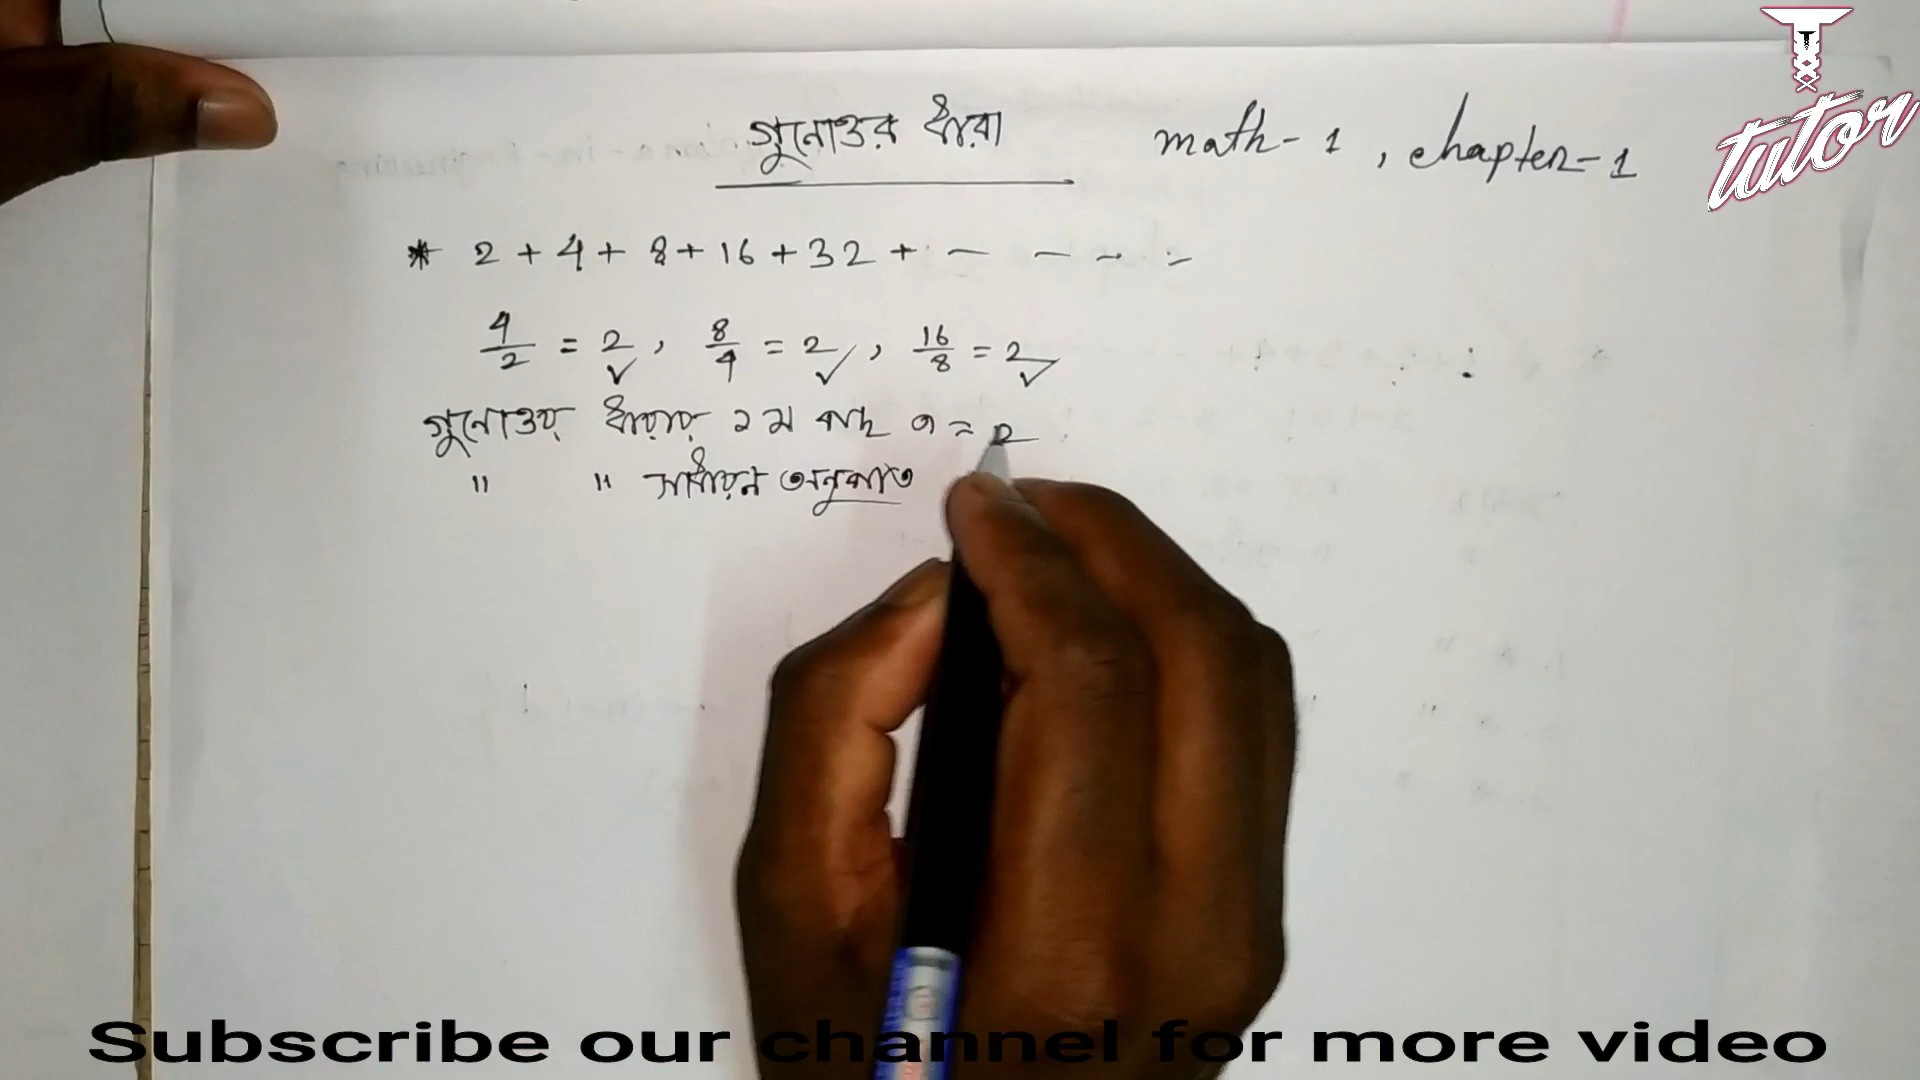 গুনোত্তর ধারা math-1, chapter-1
* 2 + 4 + 8 + 16 + 32 + - - - -
4/2 = 2 ✓, 8/4 = 2 ✓, 16/8 = 2 ✓
গুনোত্তর ধারার ১ম পদ a = 2
" " সাধারন অনুপাত
T
tutor
Subscribe our channel for more video